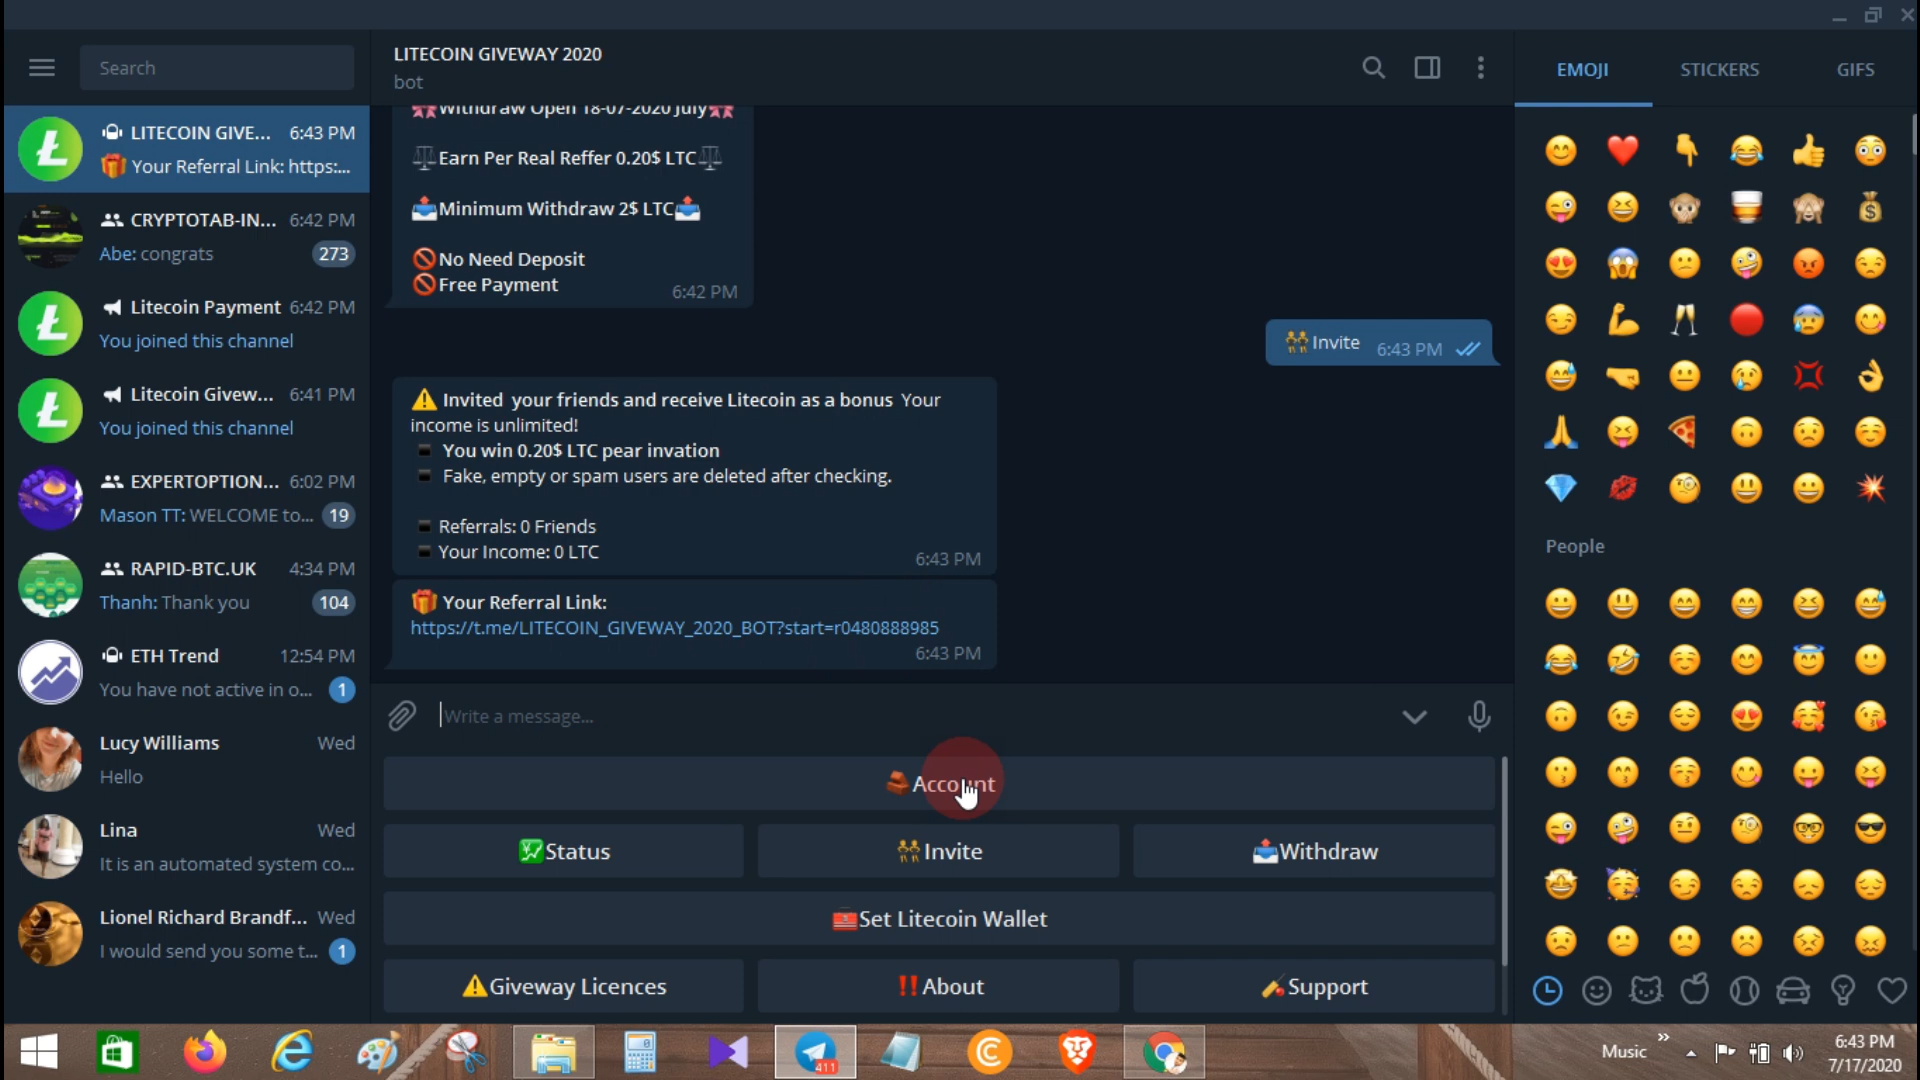 Search
LITECOIN GIVE... 6:43 PM
Your Referral Link: https:...
CRYPTOTAB-IN... 6:42 PM
Abe: congrats 273
Litecoin Payment 6:42 PM
You joined this channel
Litecoin Givew... 6:41 PM
You joined this channel
EXPERTOPTION... 6:02 PM
Mason TT: WELCOME to... 19
RAPID-BTC.UK 4:34 PM
Thanh: Thank you 104
ETH Trend 12:54 PM
You have not active in o... 1
Lucy Williams Wed
Hello
Lina Wed
It is an automated system co...
Lionel Richard Brandf... Wed
I would send you some t... 1
LITECOIN GIVEWAY 2020
bot
Withdraw Open 18-07-2020 July
Earn Per Real Reffer 0.20$ LTC
Minimum Withdraw 2$ LTC
No Need Deposit
Free Payment
6:42 PM
Invite 6:43 PM
Invited your friends and receive Litecoin as a bonus Your
income is unlimited!
You win 0.20$ LTC pear invation
Fake, empty or spam users are deleted after checking.
Referrals: 0 Friends
Your Income: 0 LTC
6:43 PM
Your Referral Link:
https://t.me/LITECOIN_GIVEWAY_2020_BOT?start=r0480888985
6:43 PM
Write a message...
Account
Status Invite Withdraw
Set Litecoin Wallet
Giveway Licences About Support
EMOJI STICKERS GIFS
People
411
Music
6:43 PM
7/17/2020